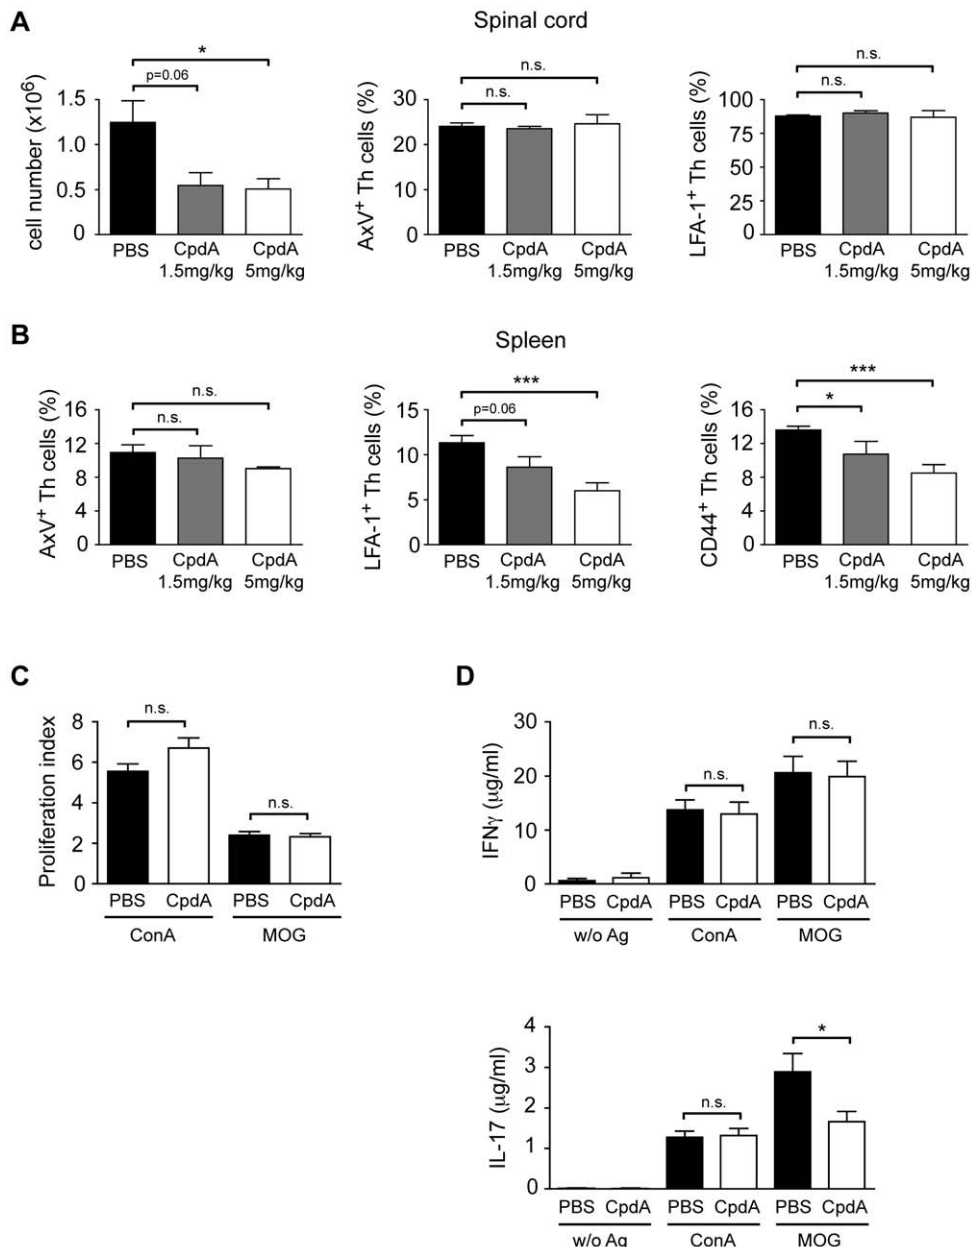 A
Spinal cord
cell number (x10⁶)
1.5
1.0
0.5
0
*
p=0.06
PBS
CpdA
1.5mg/kg
CpdA
5mg/kg
AxV⁺ Th cells (%)
30
20
10
0
n.s.
n.s.
PBS
CpdA
1.5mg/kg
CpdA
5mg/kg
LFA-1⁺ Th cells (%)
100
75
50
25
0
n.s.
n.s.
PBS
CpdA
1.5mg/kg
CpdA
5mg/kg
B
Spleen
AxV⁺ Th cells (%)
16
12
8
4
0
n.s.
n.s.
PBS
CpdA
1.5mg/kg
CpdA
5mg/kg
LFA-1⁺ Th cells (%)
15
10
5
0
***
p=0.06
PBS
CpdA
1.5mg/kg
CpdA
5mg/kg
CD44⁺ Th cells (%)
16
12
8
4
0
***
*
PBS
CpdA
1.5mg/kg
CpdA
5mg/kg
C
Proliferation index
8
6
4
2
0
n.s.
n.s.
PBS CpdA PBS CpdA
ConA MOG
D
IFNγ (μg/ml)
30
20
10
0
n.s.
n.s.
PBS CpdA PBS CpdA PBS CpdA
w/o Ag ConA MOG
IL-17 (μg/ml)
4
3
2
1
0
n.s.
*
PBS CpdA PBS CpdA PBS CpdA
w/o Ag ConA MOG